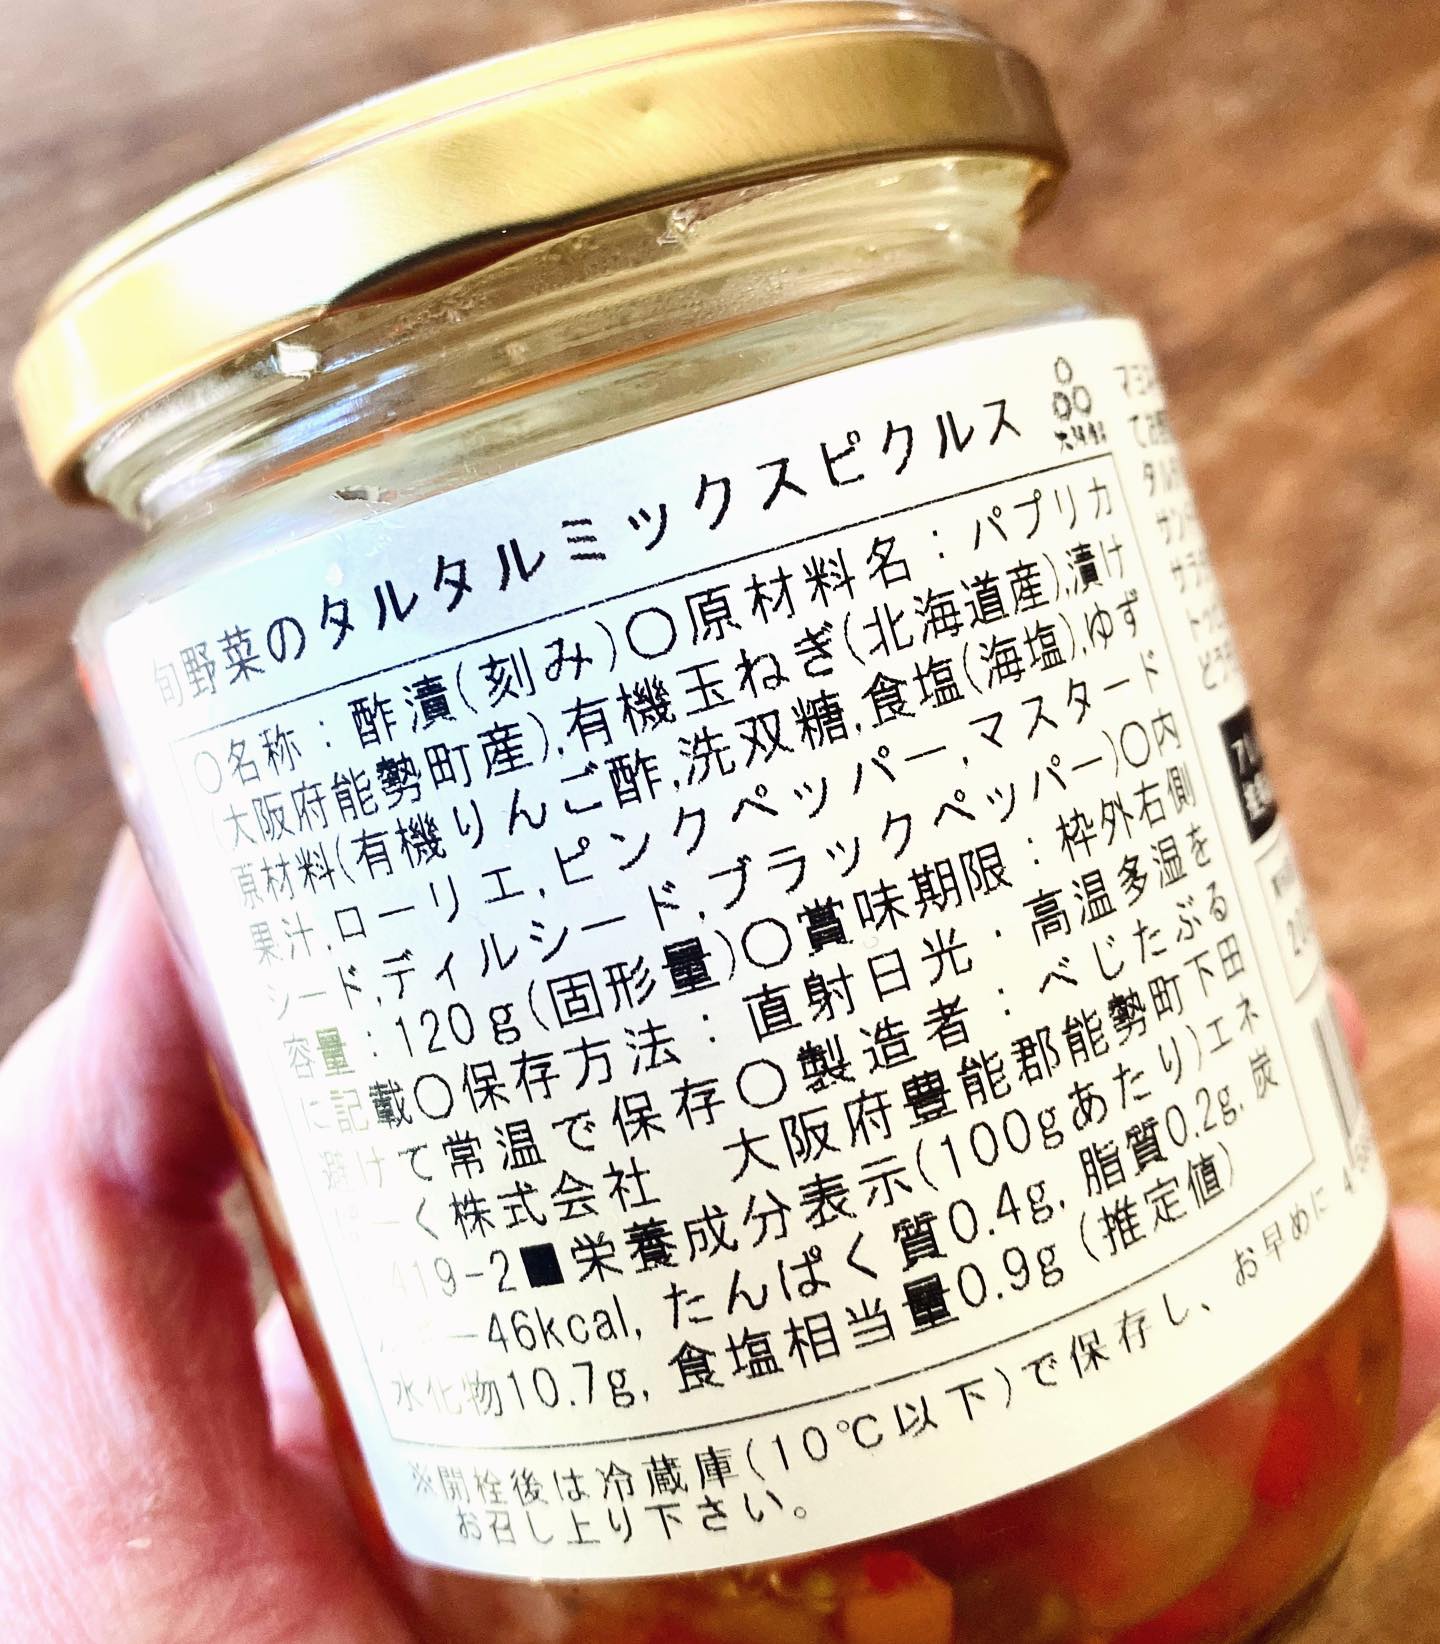 旬野菜のタルタルミックスピクルス
大阪産
〇名称：酢漬(刻み)〇原材料名：パプリカ
(大阪府能勢町産),有機玉ねぎ(北海道産),漬け
原材料(有機りんご酢,洗双糖,食塩(海塩),ゆず
果汁,ローリエ,ピンクペッパー,マスタード
シード,ディルシード,ブラックペッパー)〇内
容量：120g(固形量)〇賞味期限：枠外右側
に記載〇保存方法：直射日光・高温多湿を
避けて常温で保存〇製造者：べじたぶる
ぱーく株式会社 大阪府豊能郡能勢町下田
419-2■栄養成分表示(100gあたり)エネ
ルギー46kcal, たんぱく質0.4g, 脂質0.2g, 炭
水化物10.7g, 食塩相当量0.9g (推定値)
※開栓後は冷蔵庫(10℃以下)で保存し、お早めに
お召し上り下さい。